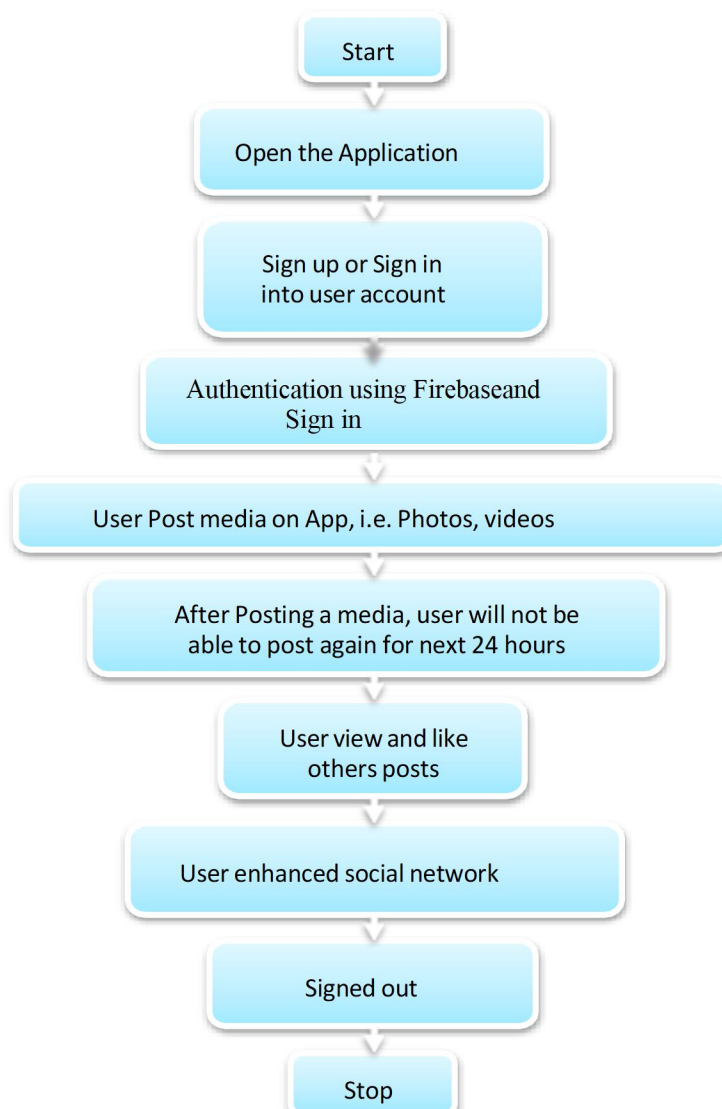 Start
Open the Application
Sign up or Sign in
into user account
Authentication using Firebaseand
Sign in
User Post media on App, i.e. Photos, videos
After Posting a media, user will not be
able to post again for next 24 hours
User view and like
others posts
User enhanced social network
Signed out
Stop